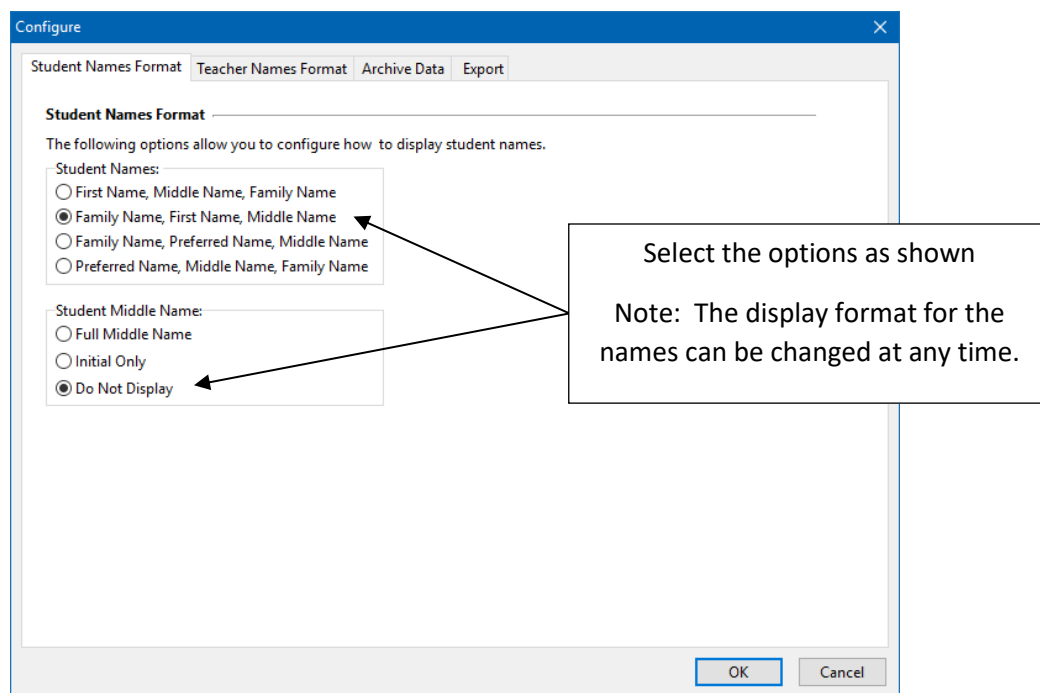 Configure
Student Names Format Teacher Names Format Archive Data Export
Student Names Format
The following options allow you to configure how to display student names.
Student Names:
First Name, Middle Name, Family Name
Family Name, First Name, Middle Name
Family Name, Preferred Name, Middle Name
Preferred Name, Middle Name, Family Name
Student Middle Name:
Full Middle Name
Initial Only
Do Not Display
Select the options as shown
Note: The display format for the
names can be changed at any time.
OK Cancel